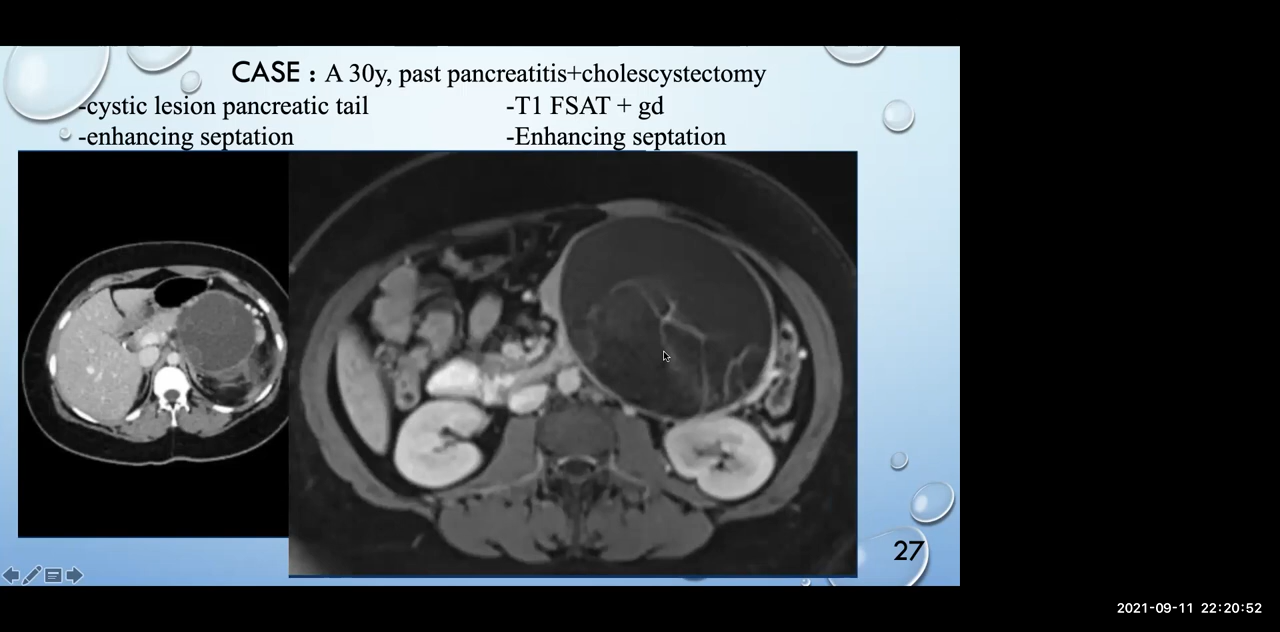 CASE : A 30y, past pancreatitis+cholescystectomy
-cystic lesion pancreatic tail
-enhancing septation
-T1 FSAT + gd
-Enhancing septation
27
2021-09-11 22:20:52